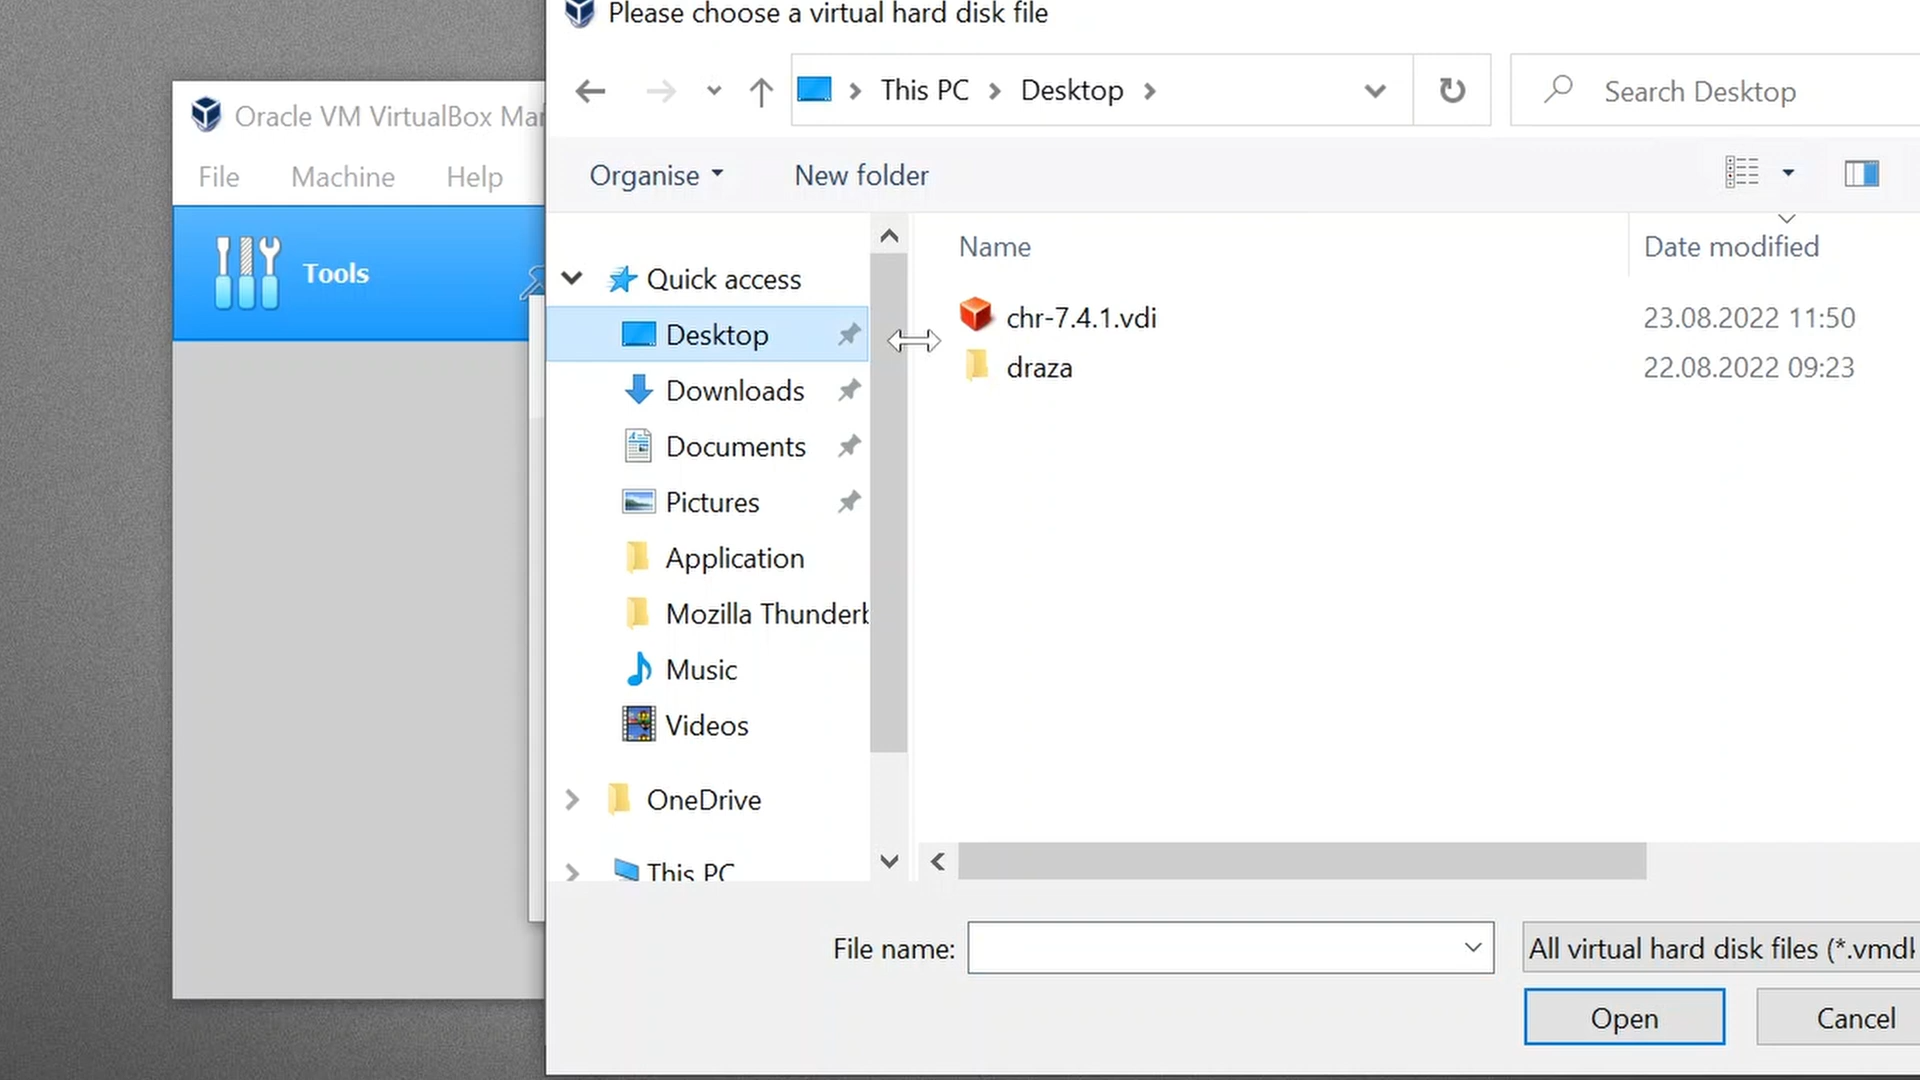 Please choose a virtual hard disk file
This PC
Desktop
Search Desktop
Oracle VM VirtualBox Ma
File
Machine
Help
Tools
Organise
New folder
Name
Date modified
Quick access
Desktop
Downloads
Documents
Pictures
Application
Mozilla Thunder
Music
Videos
OneDrive
This PC
chr-7.4.1.vdi
23.08.2022 11:50
draza
22.08.2022 09:23
File name:
All virtual hard disk files (*.vmd
Open
Cancel